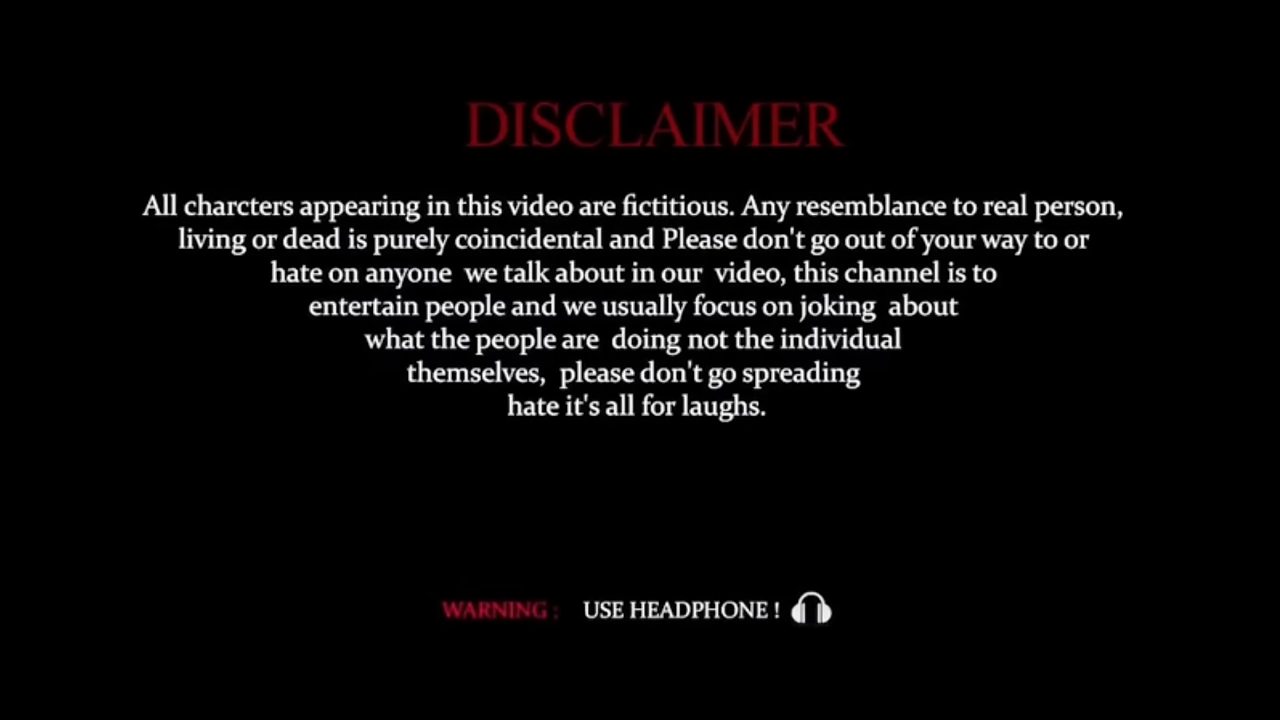 DISCLAIMER
All charcters appearing in this video are fictitious. Any resemblance to real person,
living or dead is purely coincidental and Please don't go out of your way to or
hate on anyone we talk about in our video, this channel is to
entertain people and we usually focus on joking about
what the people are doing not the individual
themselves, please don't go spreading
hate it's all for laughs.
WARNING : USE HEADPHONE !